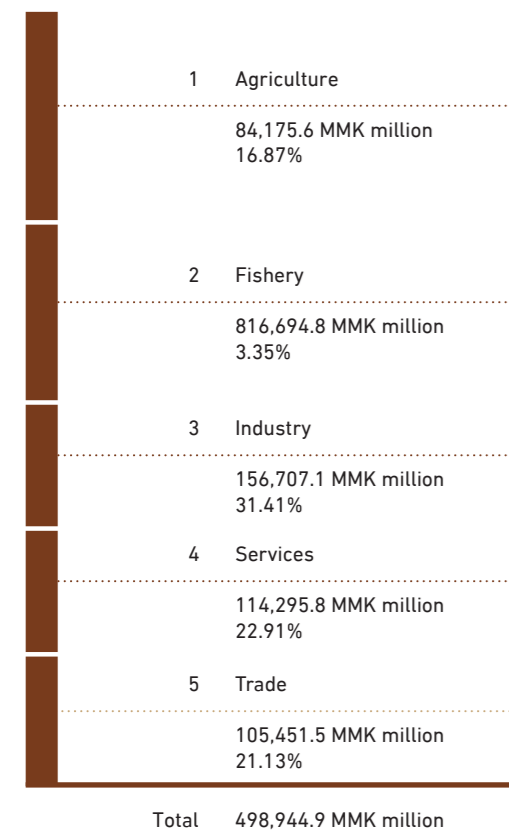 1 Agriculture
84,175.6 MMK million
16.87%
2 Fishery
816,694.8 MMK million
3.35%
3 Industry
156,707.1 MMK million
31.41%
4 Services
114,295.8 MMK million
22.91%
5 Trade
105,451.5 MMK million
21.13%
Total 498,944.9 MMK million